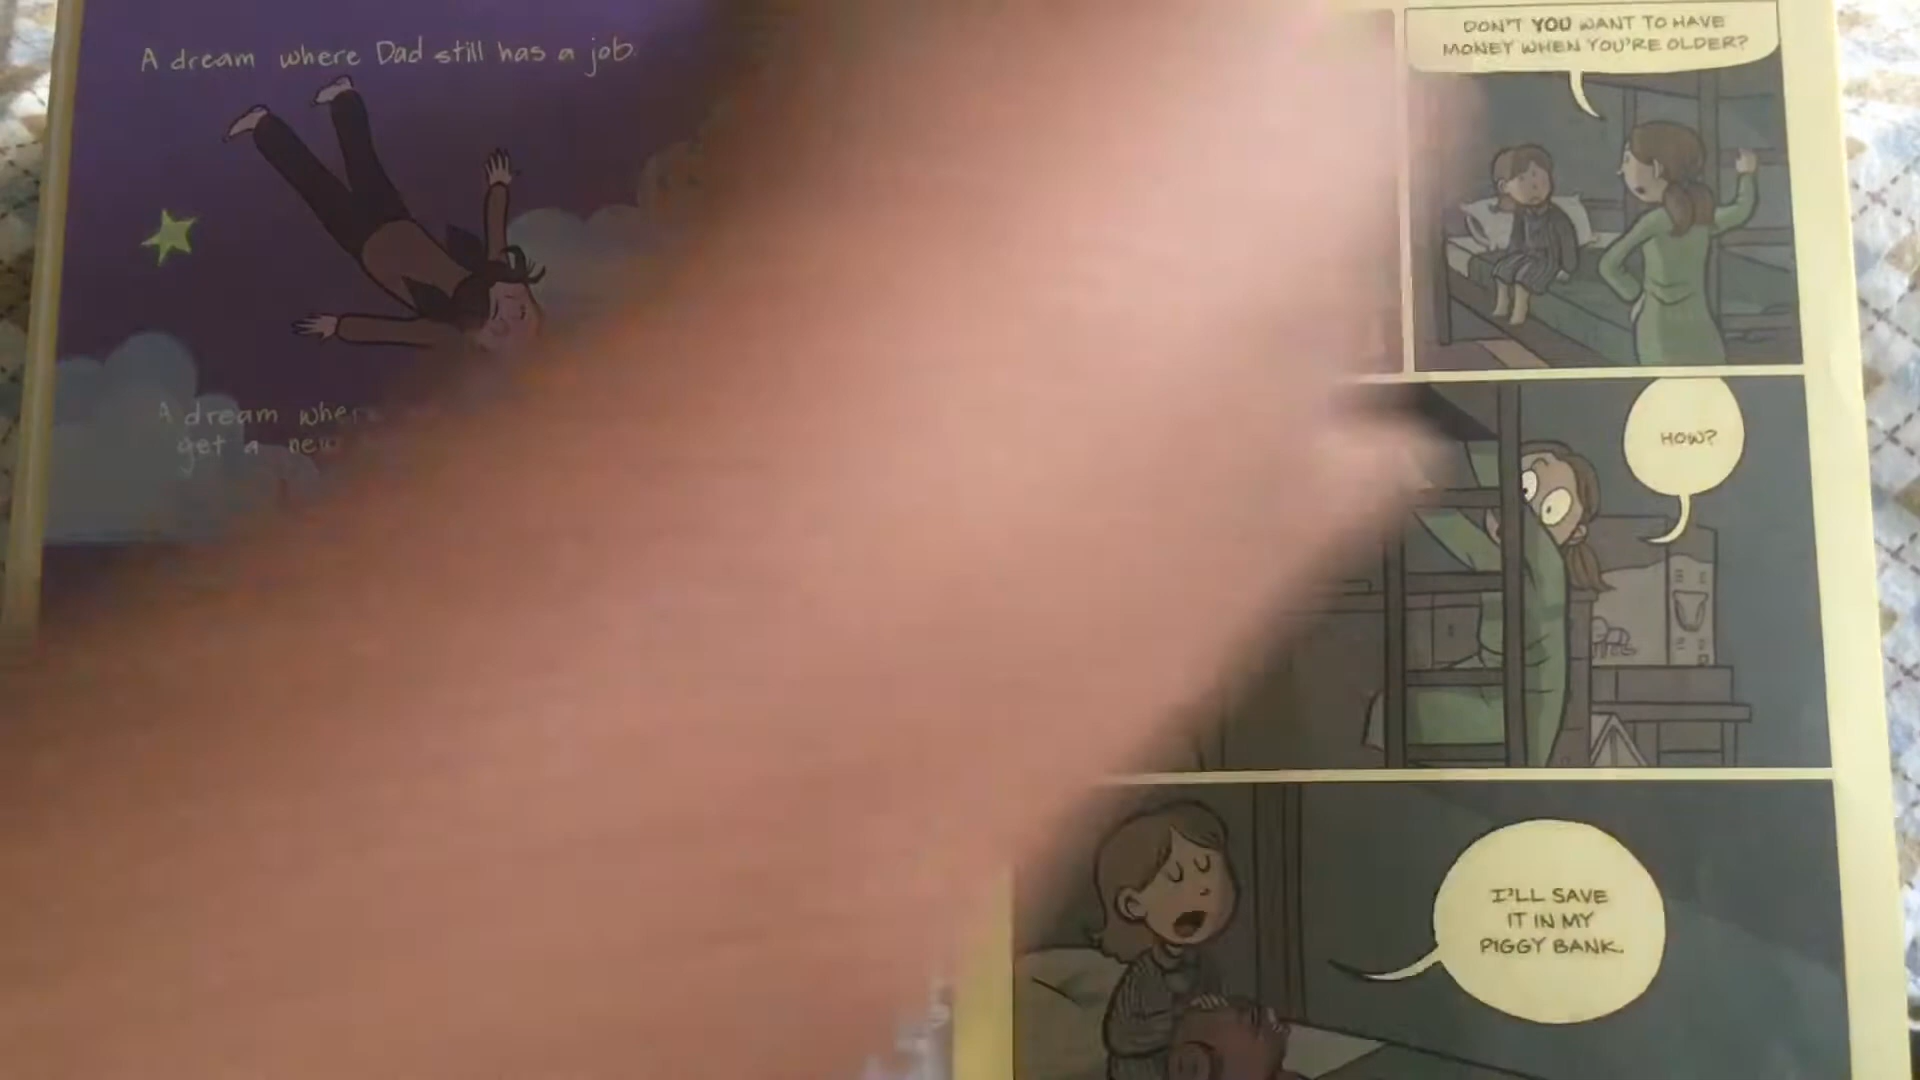 A dream where Dad still has a job.
A dream where
get a new
DON'T YOU WANT TO HAVE
MONEY WHEN YOU'RE OLDER?
HOW?
I'LL SAVE
IT IN MY
PIGGY BANK.